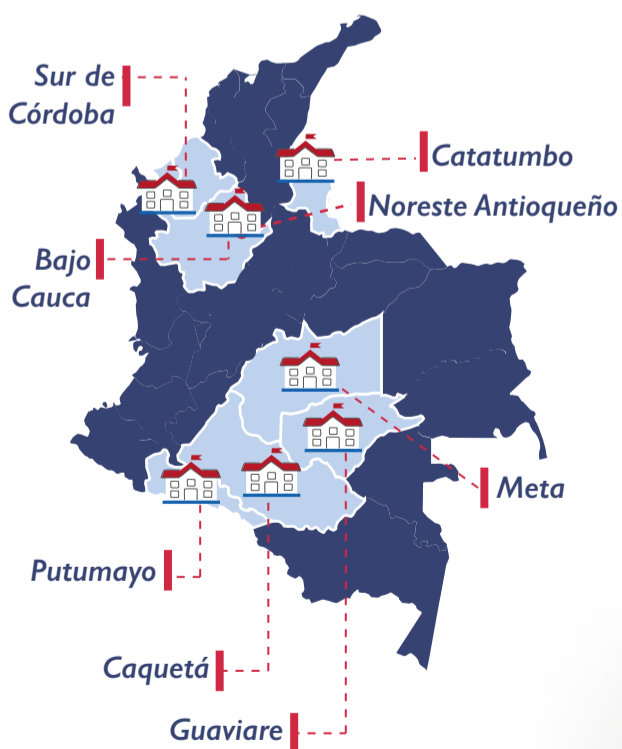 Sur de
Córdoba
Catatumbo
Noreste Antioqueño
Bajo
Cauca
Meta
Putumayo
Caquetá
Guaviare